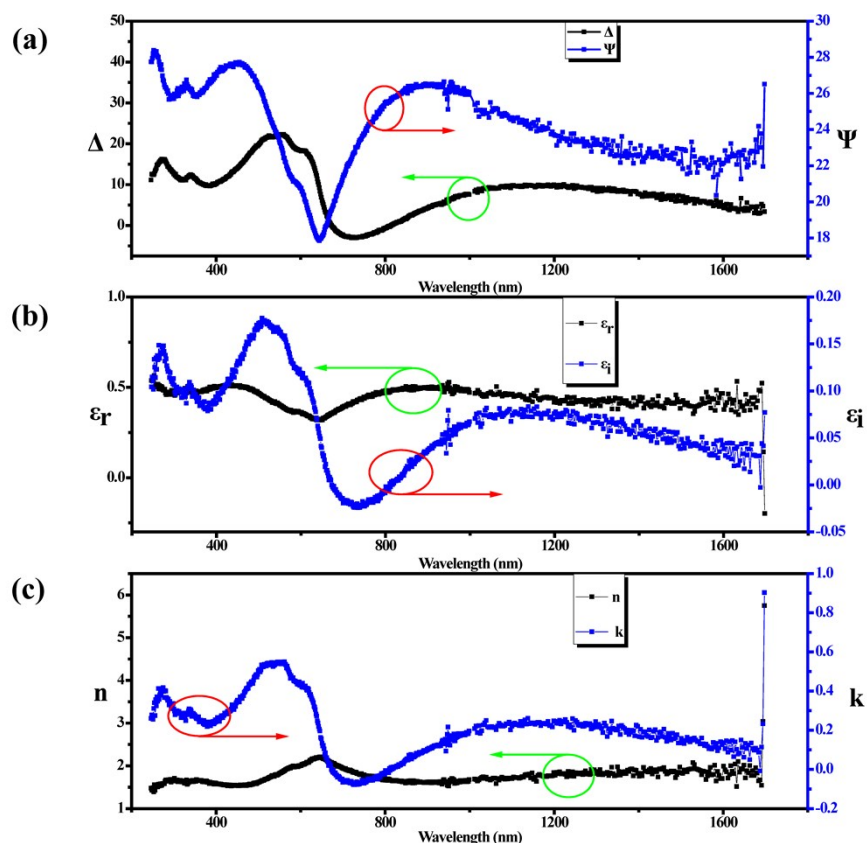 (a)
50
40
30
20
10
0
Δ
Δ
Ψ
30
28
26
24
22
20
18
Ψ
400
800
1200
1600
Wavelength (nm)
(b)
1.0
0.5
0.0
εr
εr
εi
0.20
0.15
0.10
0.05
0.00
-0.05
εi
400
800
1200
1600
Wavelength (nm)
(c)
6
5
4
3
2
1
n
n
k
1.0
0.8
0.6
0.4
0.2
0.0
-0.2
k
400
800
1200
1600
Wavelength (nm)